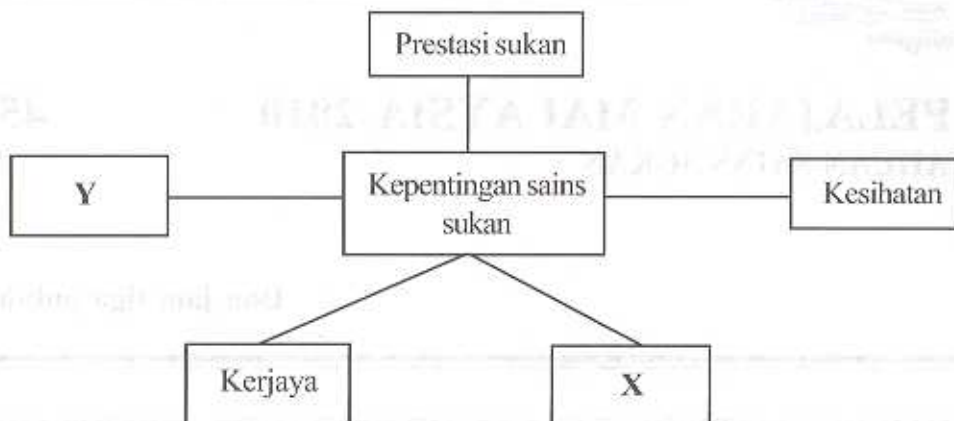 Prestasi sukan
Y
Kepentingan sains
sukan
Kesihatan
Kerjaya
X